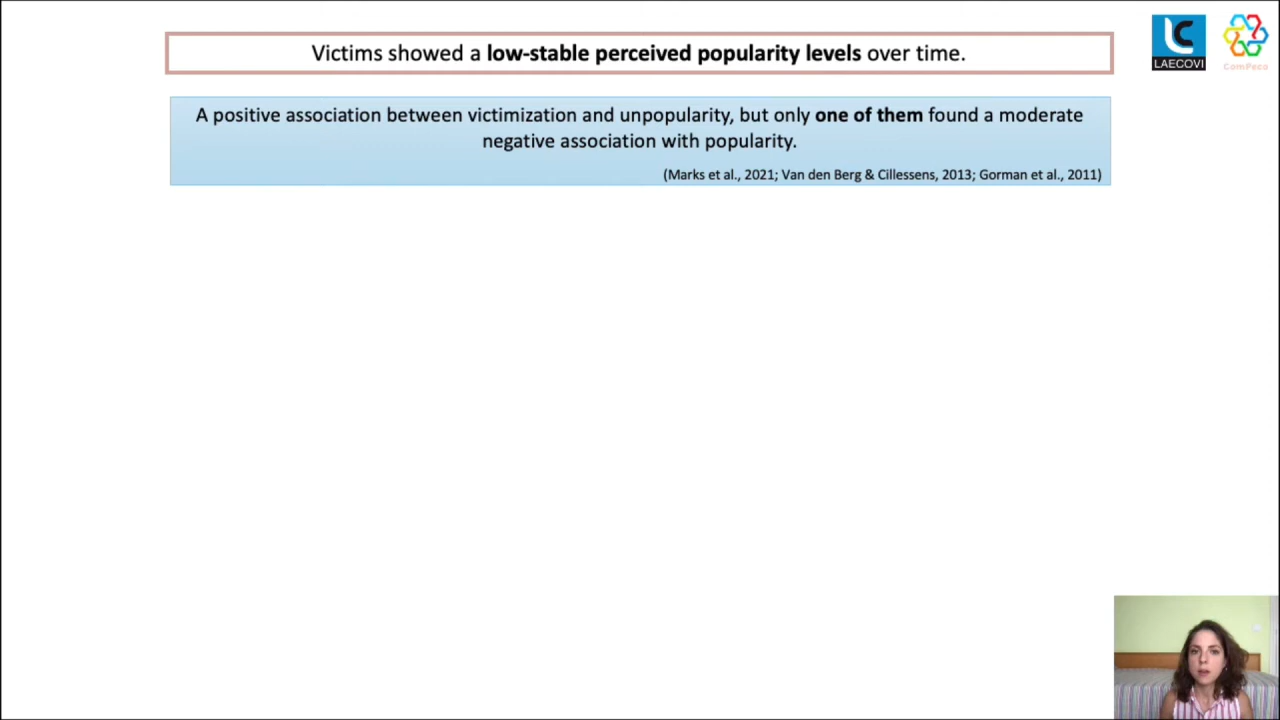 Victims showed a low-stable perceived popularity levels over time.
A positive association between victimization and unpopularity, but only one of them found a moderate
negative association with popularity.
(Marks et al., 2021; Van den Berg & Cillessens, 2013; Gorman et al., 2011)
LC
LAECOVI
ComPeco